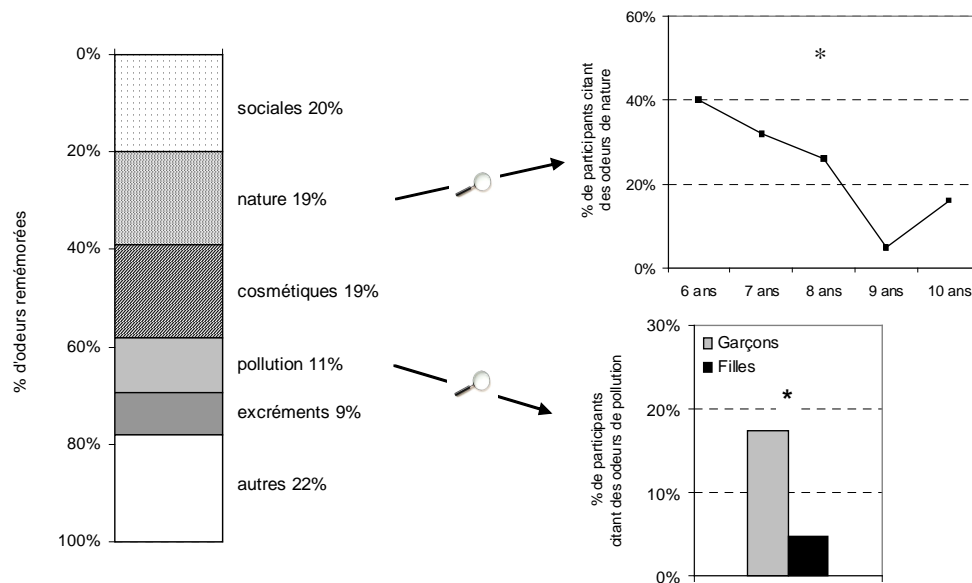 0%
20%
40%
60%
80%
100%
% d'odeurs remémorées
sociales 20%
nature 19%
cosmétiques 19%
pollution 11%
excréments 9%
autres 22%
60%
40%
20%
0%
% de participants citant
des odeurs de nature
*
6 ans 7 ans 8 ans 9 ans 10 ans
30%
20%
10%
0%
% de participants
citant des odeurs de pollution
Garçons
Filles
*